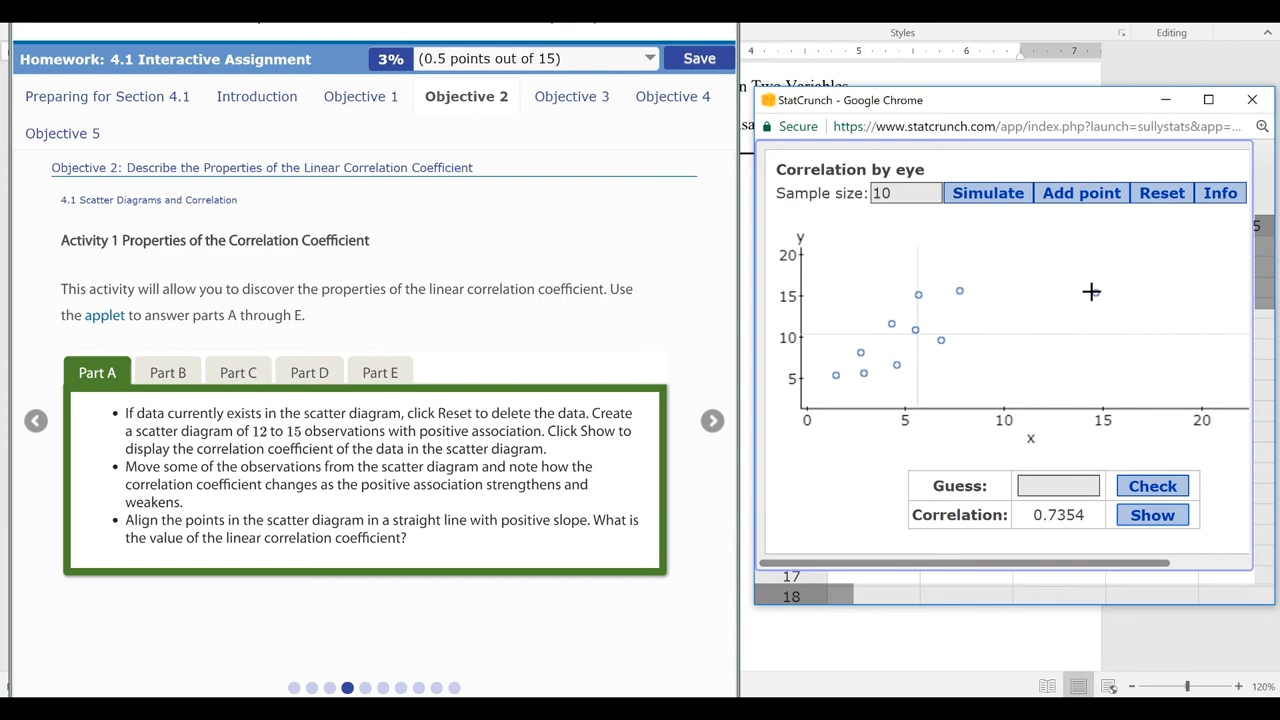 Homework: 4.1 Interactive Assignment
3%
(0.5 points out of 15)
Save
Preparing for Section 4.1
Introduction
Objective 1
Objective 2
Objective 3
Objective 4
Objective 5
Objective 2: Describe the Properties of the Linear Correlation Coefficient
4.1 Scatter Diagrams and Correlation
Activity 1 Properties of the Correlation Coefficient
This activity will allow you to discover the properties of the linear correlation coefficient. Use
the applet to answer parts A through E.
Part A
Part B
Part C
Part D
Part E
• If data currently exists in the scatter diagram, click Reset to delete the data. Create
a scatter diagram of 12 to 15 observations with positive association. Click Show to
display the correlation coefficient of the data in the scatter diagram.
• Move some of the observations from the scatter diagram and note how the
correlation coefficient changes as the positive association strengthens and
weakens.
• Align the points in the scatter diagram in a straight line with positive slope. What is
the value of the linear correlation coefficient?
Styles
Editing
4 5 6 7
Two Variables
StatCrunch - Google Chrome
Secure
https://www.statcrunch.com/app/index.php?launch=sullystats&app=...
Correlation by eye
Sample size: 10
Simulate
Add point
Reset
Info
y
20
15
10
5
0 5 10 15 20
x
Guess:
Check
Correlation: 0.7354
Show
5
17
18
120%